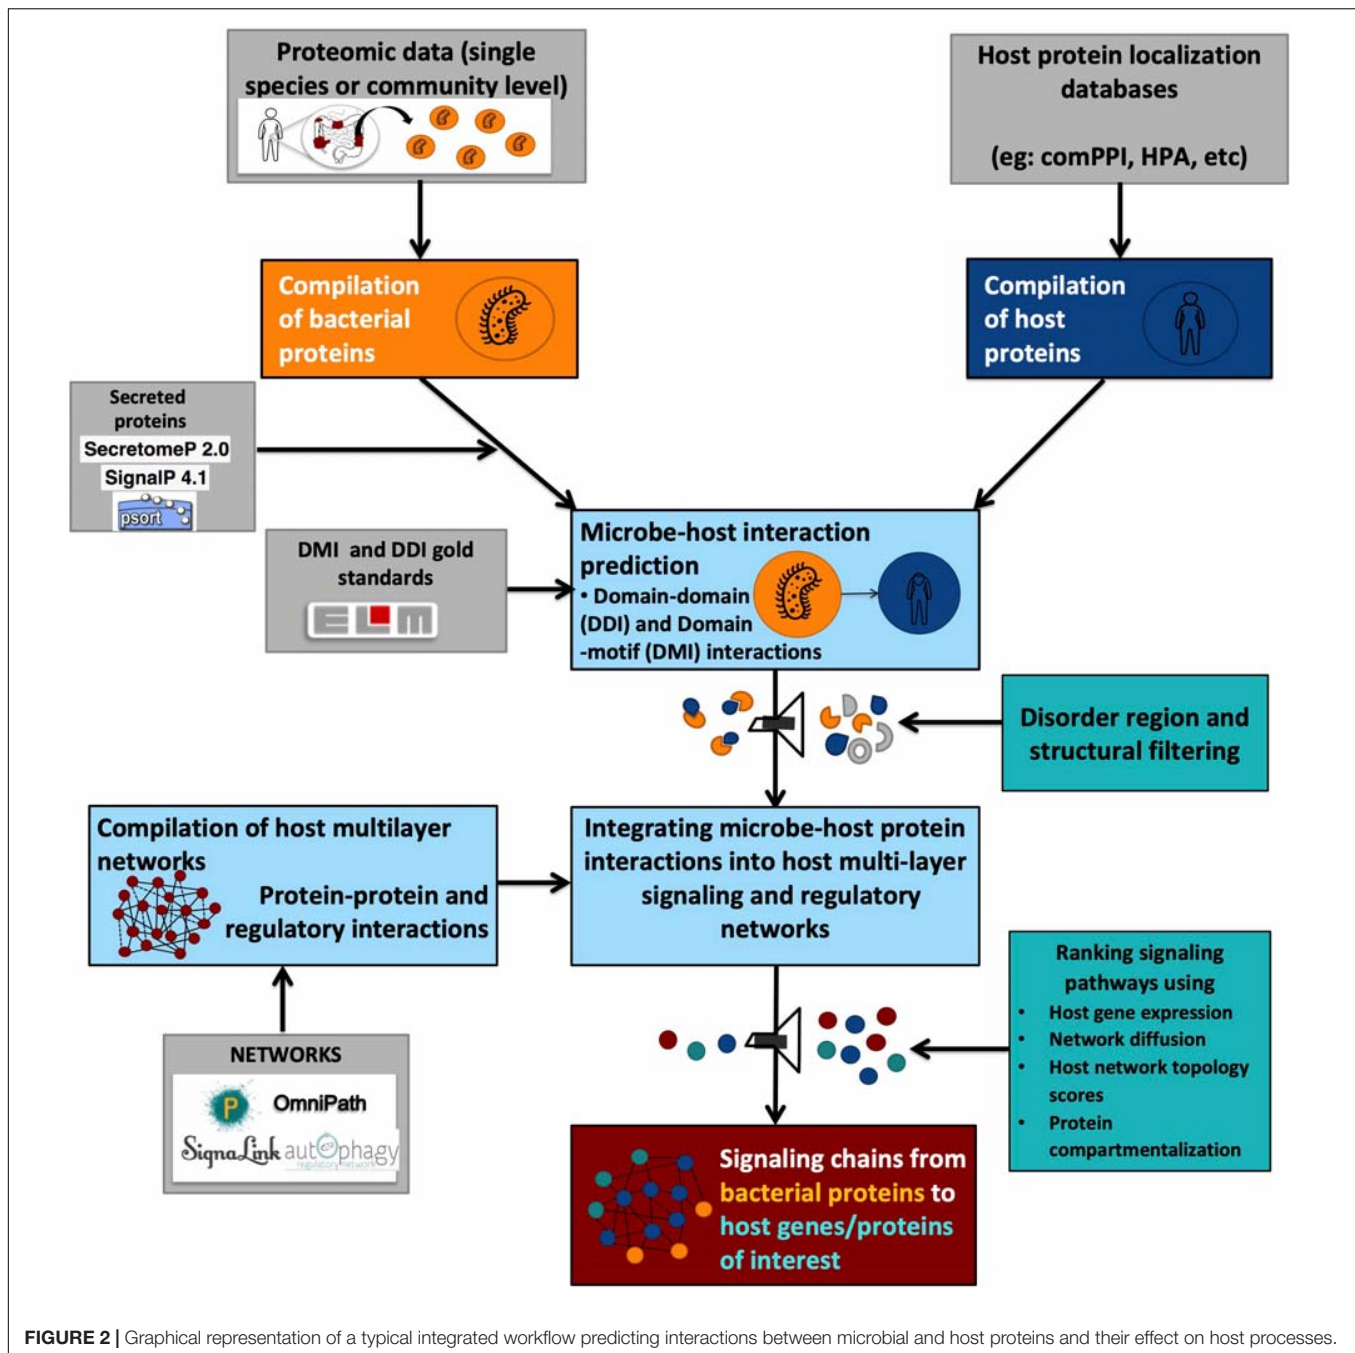 Proteomic data (single
species or community level)
Host protein localization
databases
(eg: comPPI, HPA, etc)
Compilation
of bacterial
proteins
Compilation
of host
proteins
Secreted
proteins
SecretomeP 2.0
SignalP 4.1
psort
DMI and DDI gold
standards
ELM
Microbe-host interaction
prediction
• Domain-domain
(DDI) and Domain
-motif (DMI) interactions
Disorder region and
structural filtering
Compilation of host multilayer
networks
Protein-protein and
regulatory interactions
Integrating microbe-host protein
interactions into host multi-layer
signaling and regulatory
networks
NETWORKS
P OmniPath
SignaLink autophagy
regulatory network
Ranking signaling
pathways using
• Host gene expression
• Network diffusion
• Host network topology
scores
• Protein
compartmentalization
Signaling chains from
bacterial proteins to
host genes/proteins
of interest
FIGURE 2 | Graphical representation of a typical integrated workflow predicting interactions between microbial and host proteins and their effect on host processes.